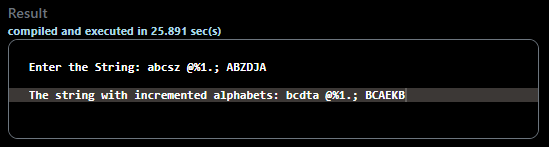 Result
compiled and executed in 25.891 sec(s)
Enter the String: abcsz @%1.; ABZDJA
The string with incremented alphabets: bcdta @%1.; BCAEKB